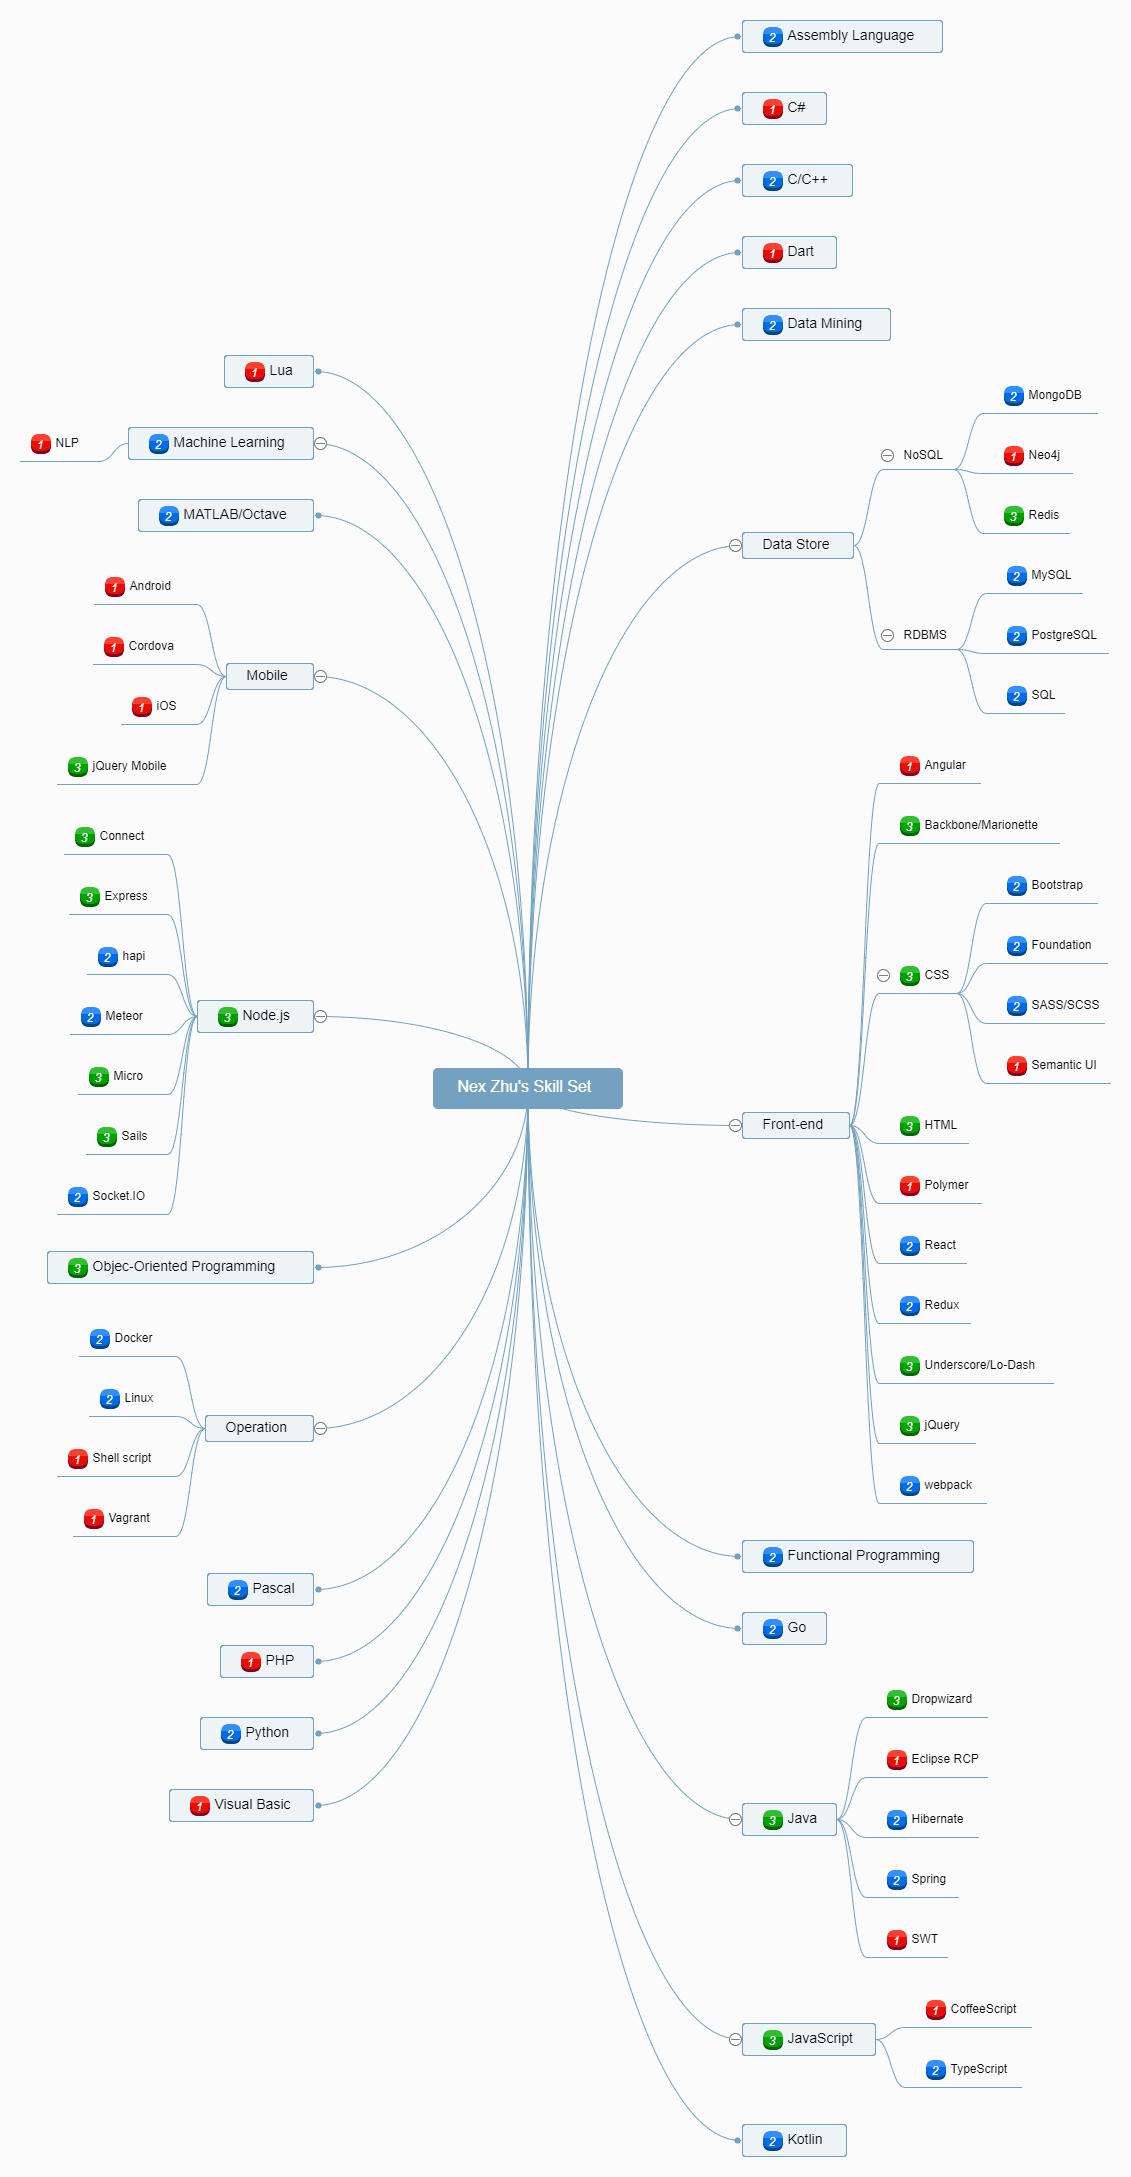 2 Assembly Language
1 C#
2 C/C++
1 Dart
2 Data Mining
Data Store
NoSQL
2 MongoDB
1 Neo4j
3 Redis
RDBMS
2 MySQL
2 PostgreSQL
2 SQL
Front-end
1 Angular
3 Backbone/Marionette
3 CSS
2 Bootstrap
2 Foundation
2 SASS/SCSS
1 Semantic UI
3 HTML
1 Polymer
2 React
2 Redux
3 Underscore/Lo-Dash
3 jQuery
2 webpack
2 Functional Programming
2 Go
3 Java
3 Dropwizard
1 Eclipse RCP
2 Hibernate
2 Spring
1 SWT
3 JavaScript
1 CoffeeScript
2 TypeScript
2 Kotlin
Nex Zhu's Skill Set
1 Lua
2 Machine Learning
1 NLP
2 MATLAB/Octave
Mobile
1 Android
1 Cordova
1 iOS
3 jQuery Mobile
3 Node.js
3 Connect
3 Express
2 hapi
2 Meteor
3 Micro
3 Sails
2 Socket.IO
3 Objec-Oriented Programming
Operation
2 Docker
2 Linux
1 Shell script
1 Vagrant
2 Pascal
1 PHP
2 Python
1 Visual Basic